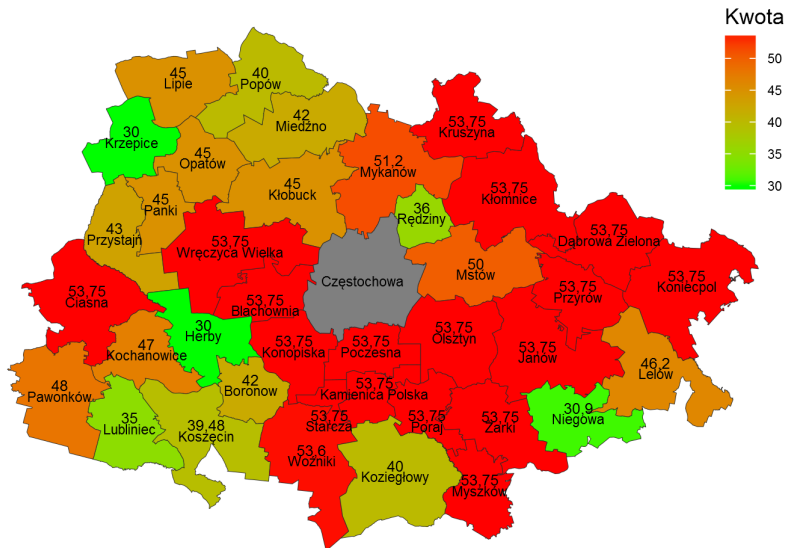 Kwota
50
45
40
35
30
45
Lipie
40
Popów
42
Miedźno
30
Krzepice
45
Opatów
53,75
Kruszyna
51,2
Mykanów
45
Kłobuck
45
Panki
43
Przystajń
36
Rędziny
53,75
Kłomnice
53,75
Dąbrowa Zielona
53,75
Wręczyca Wielka
50
Mstów
53,75
Koniecpol
53,75
Przyrów
53,75
Ciasna
Częstochowa
53,75
Blachownia
30
Herby
53,75
Konopiska
53,75
Poczesna
53,75
Olsztyn
53,75
Janów
46,2
Lelów
47
Kochanowice
48
Pawonków
42
Boronów
53,75
Kamienica Polska
53,75
Starcza
53,75
Poraj
53,75
Żarki
30,9
Niegowa
35
Lubliniec
39,48
Koszęcin
53,6
Woźniki
40
Koziegłowy
53,75
Myszków